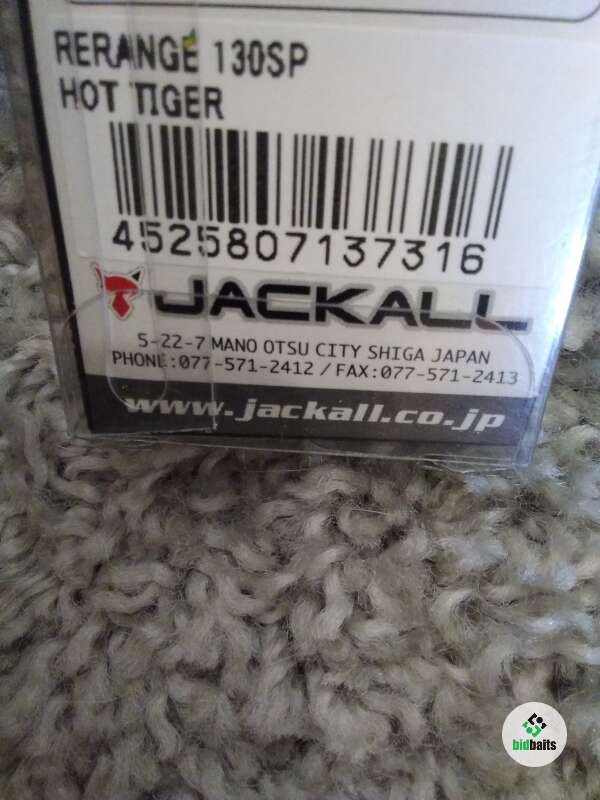 RERANGE 130SP
HOT TIGER
4525807137316
JACKALL
5-22-7 MANO OTSU CITY SHIGA JAPAN
PHONE:077-571-2412 / FAX:077-571-2413
www.jackall.co.jp
bidbaits